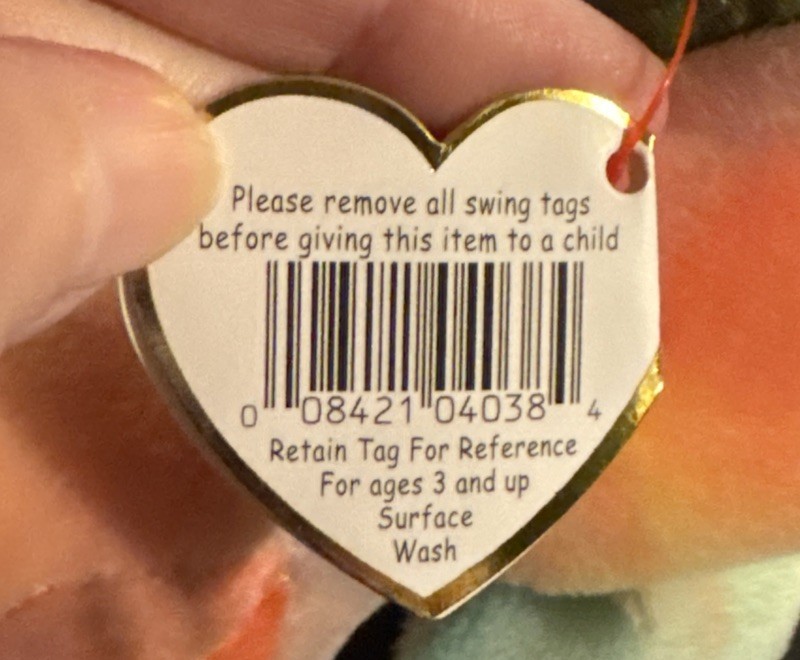 Please remove all swing tags
before giving this item to a child
0 08421 04038 4
Retain Tag For Reference
For ages 3 and up
Surface
Wash